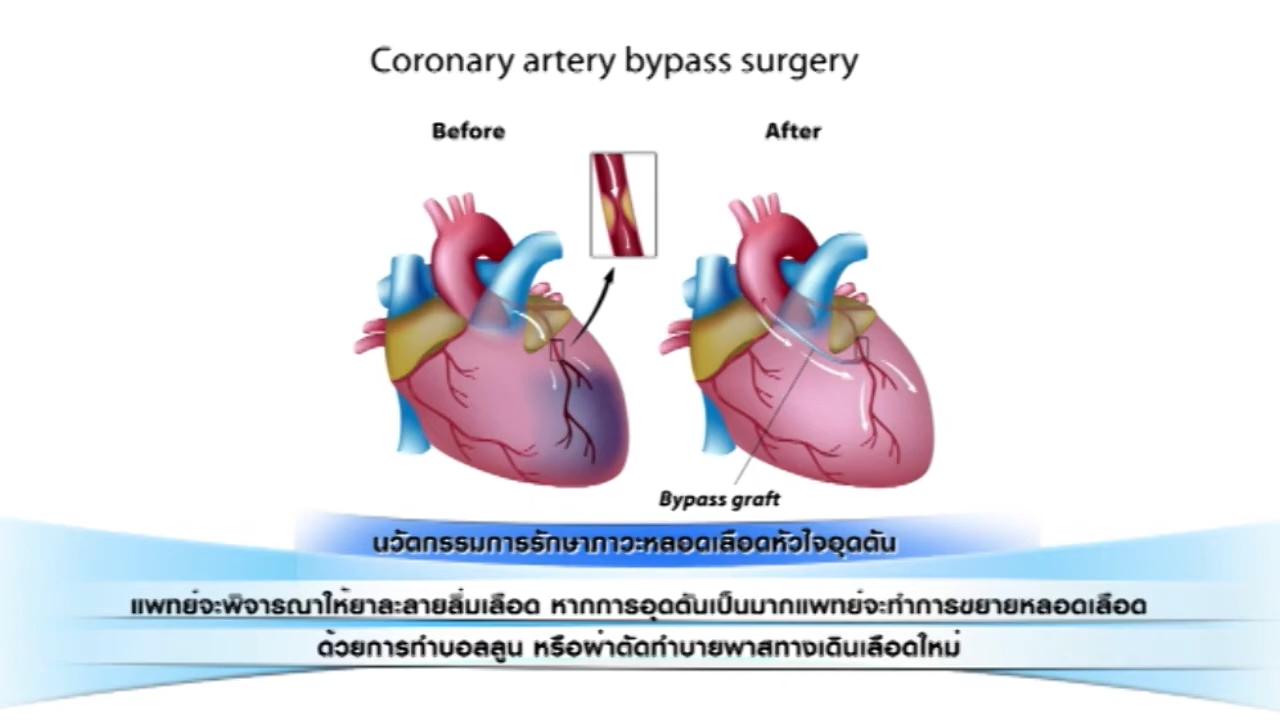 Coronary artery bypass surgery
Before
After
Bypass graft
นวัตกรรมการรักษาภาวะหลอดเลือดหัวใจอุดตัน
แพทย์จะพิจารณาให้ยาละลายลิ่มเลือด หากการอุดตันเป็นมากแพทย์จะทำการขยายหลอดเลือด
ด้วยการทำบอลลูน หรือผ่าตัดทำบายพาสทางเดินเลือดใหม่